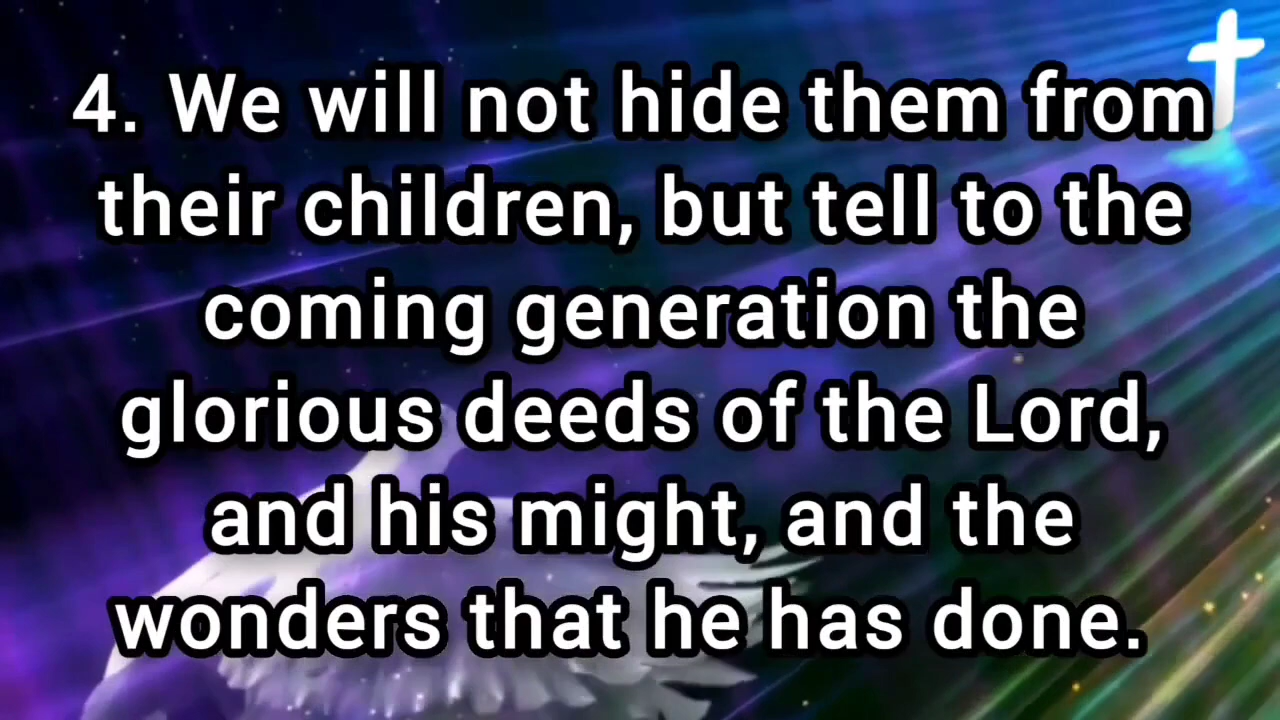 4. We will not hide them from
their children, but tell to the
coming generation the
glorious deeds of the Lord,
and his might, and the
wonders that he has done.